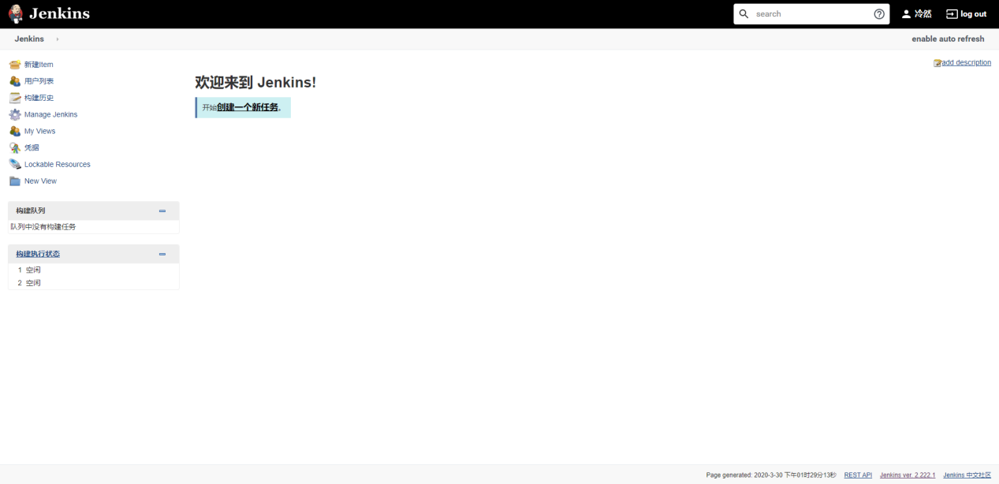 Jenkins
search
冷然
log out
Jenkins
enable auto refresh
新建Item
用户列表
构建历史
Manage Jenkins
My Views
凭据
Lockable Resources
New View
构建队列
队列中没有构建任务
构建执行状态
1 空闲
2 空闲
add description
欢迎来到 Jenkins!
开始创建一个新任务。
Page generated: 2020-3-30 下午01时29分13秒 REST API Jenkins ver. 2.222.1 Jenkins 中文社区